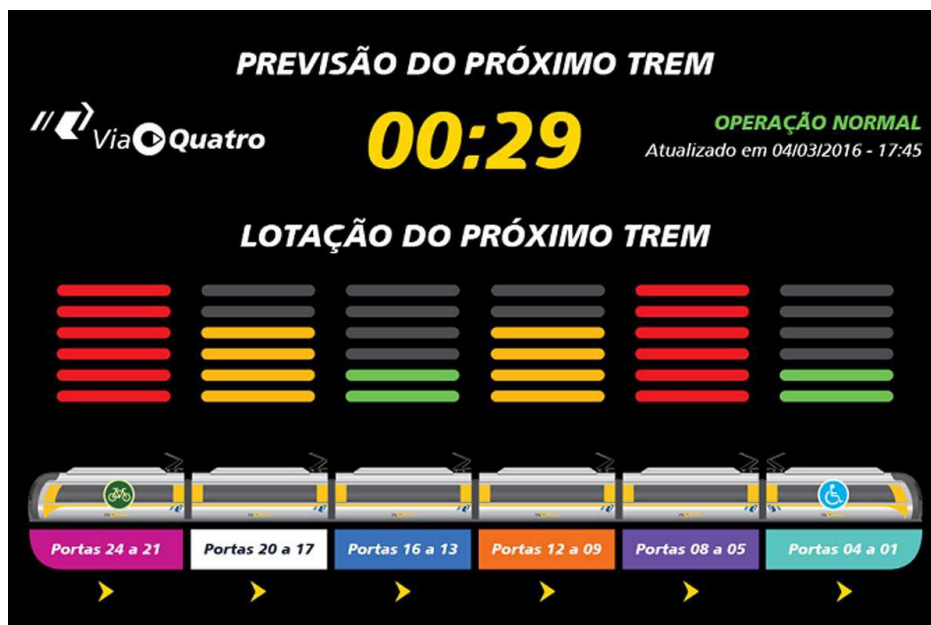 PREVISÃO DO PRÓXIMO TREM
ViaQuatro
00:29
OPERAÇÃO NORMAL
Atualizado em 04/03/2016 - 17:45
LOTAÇÃO DO PRÓXIMO TREM
Portas 24 a 21
Portas 20 a 17
Portas 16 a 13
Portas 12 a 09
Portas 08 a 05
Portas 04 a 01